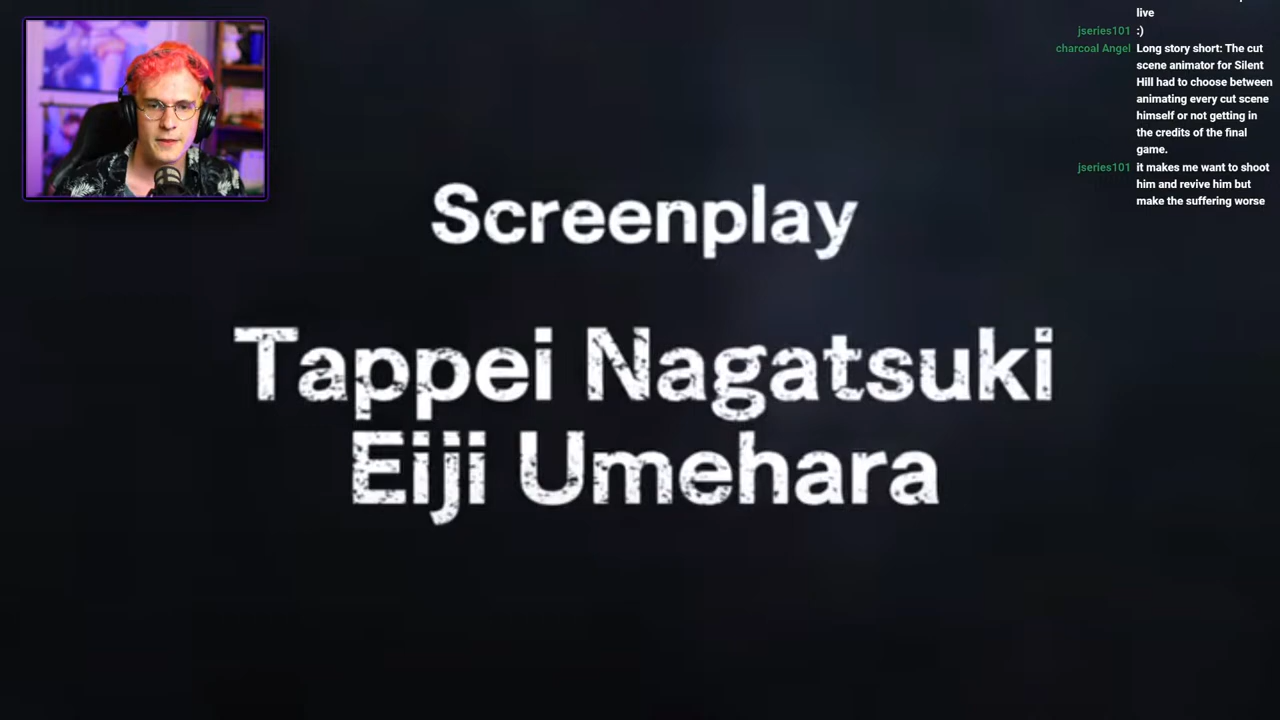 live
jseries101 :)
charcoal Angel Long story short: The cut
scene animator for Silent
Hill had to choose between
animating every cut scene
himself or not getting in
the credits of the final
game.
jseries101 it makes me want to shoot
him and revive him but
make the suffering worse
Screenplay
Tappei Nagatsuki
Eiji Umehara